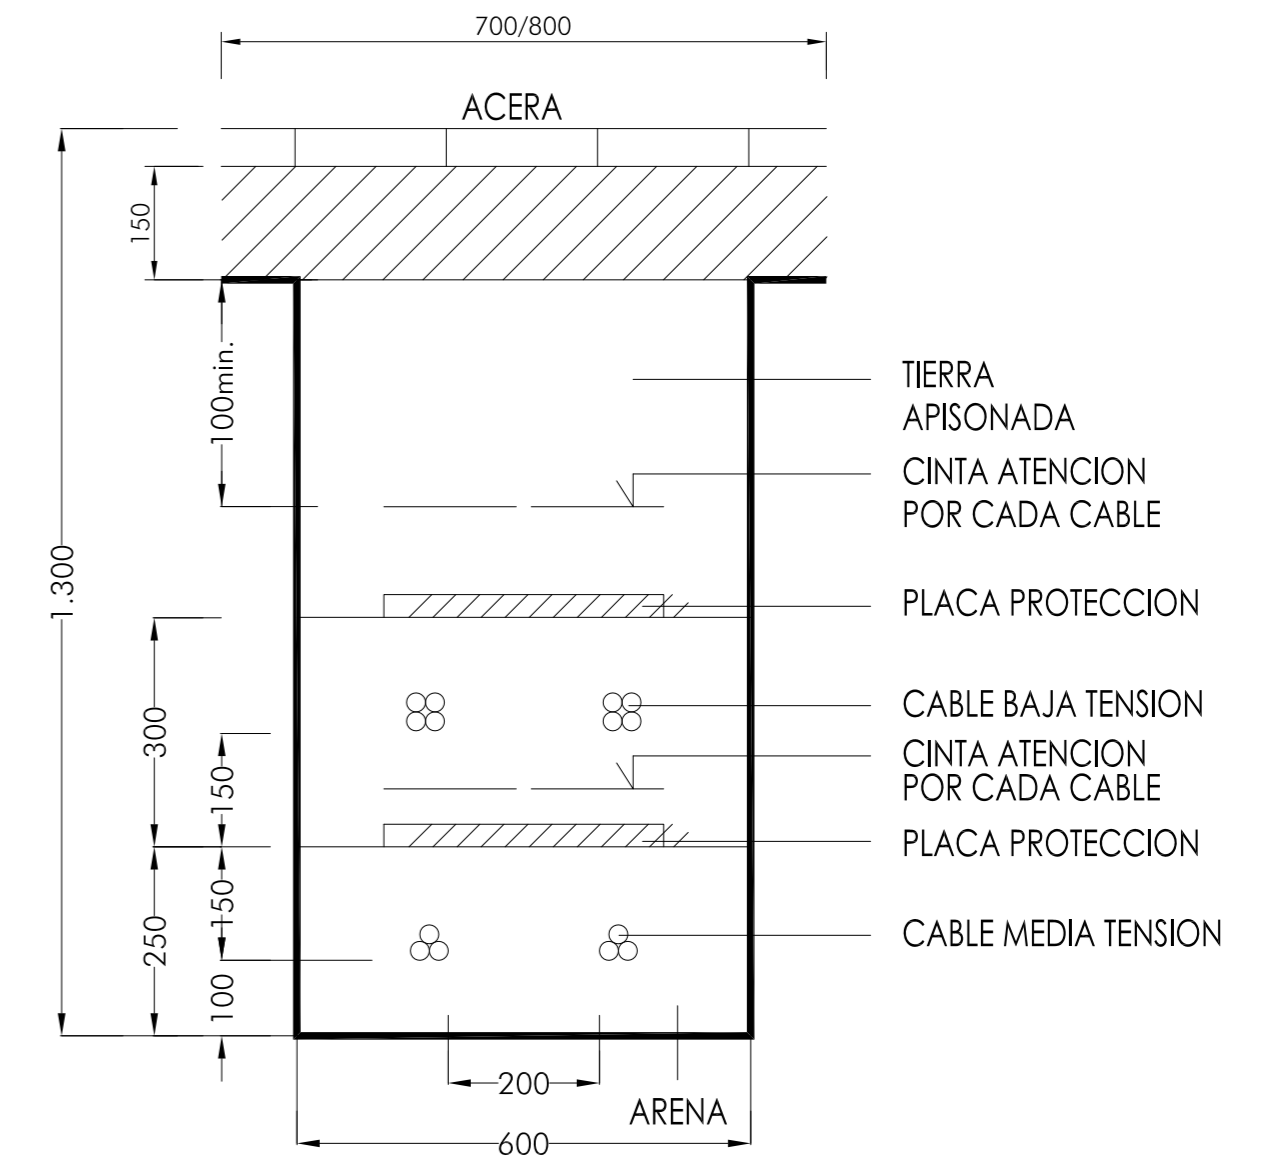 700/800
ACERA
150
100min.
1.300
TIERRA
APISONADA
CINTA ATENCION
POR CADA CABLE
PLACA PROTECCION
300
CABLE BAJA TENSION
150
CINTA ATENCION
POR CADA CABLE
PLACA PROTECCION
250
150
CABLE MEDIA TENSION
100
200
ARENA
600